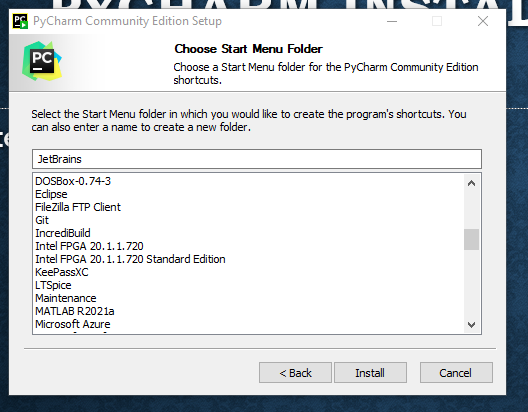 PYCHARM INSTAL
PyCharm Community Edition Setup
PC
Choose Start Menu Folder
Choose a Start Menu folder for the PyCharm Community Edition
shortcuts.
Select the Start Menu folder in which you would like to create the program's shortcuts. You
can also enter a name to create a new folder.
JetBrains
DOSBox-0.74-3
Eclipse
FileZilla FTP Client
Git
IncrediBuild
Intel FPGA 20.1.1.720
Intel FPGA 20.1.1.720 Standard Edition
KeePassXC
LTSpice
Maintenance
MATLAB R2021a
Microsoft Azure
< Back
Install
Cancel